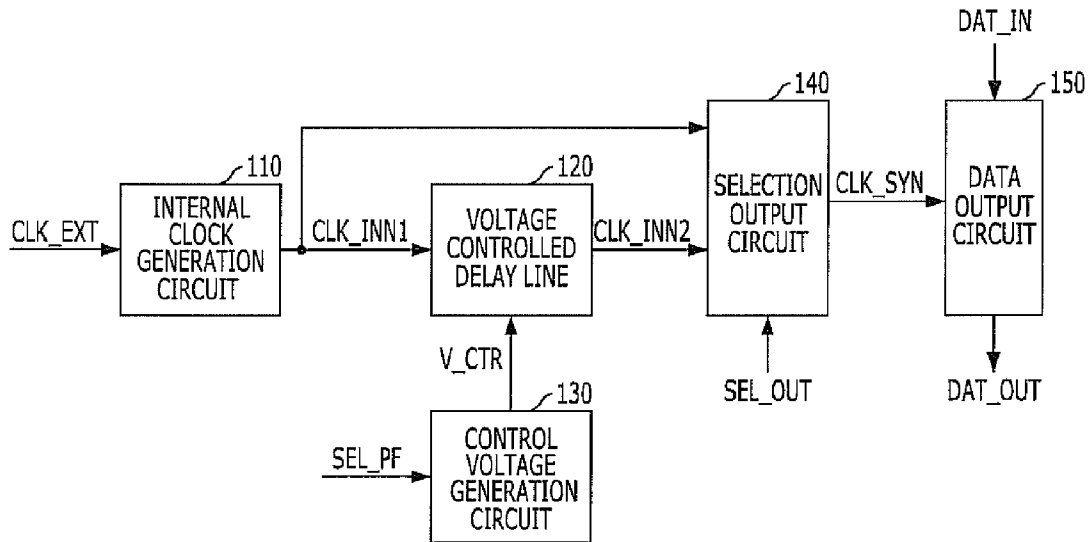 DAT_IN
140
150
110
120
SELECTION
OUTPUT
CIRCUIT
CLK_SYN
DATA
OUTPUT
CIRCUIT
CLK_EXT
INTERNAL
CLOCK
GENERATION
CIRCUIT
CLK_INN1
VOLTAGE
CONTROLLED
DELAY LINE
CLK_INN2
V_CTR
SEL_OUT
DAT_OUT
130
SEL_PF
CONTROL
VOLTAGE
GENERATION
CIRCUIT